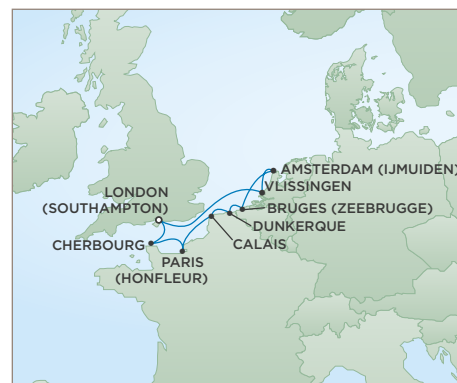 AMSTERDAM (IJMUIDEN)
VLISSINGEN
LONDON
(SOUTHAMPTON)
BRUGES (ZEEBRUGGE)
DUNKERQUE
CHERBOURG
CALAIS
PARIS
(HONFLEUR)